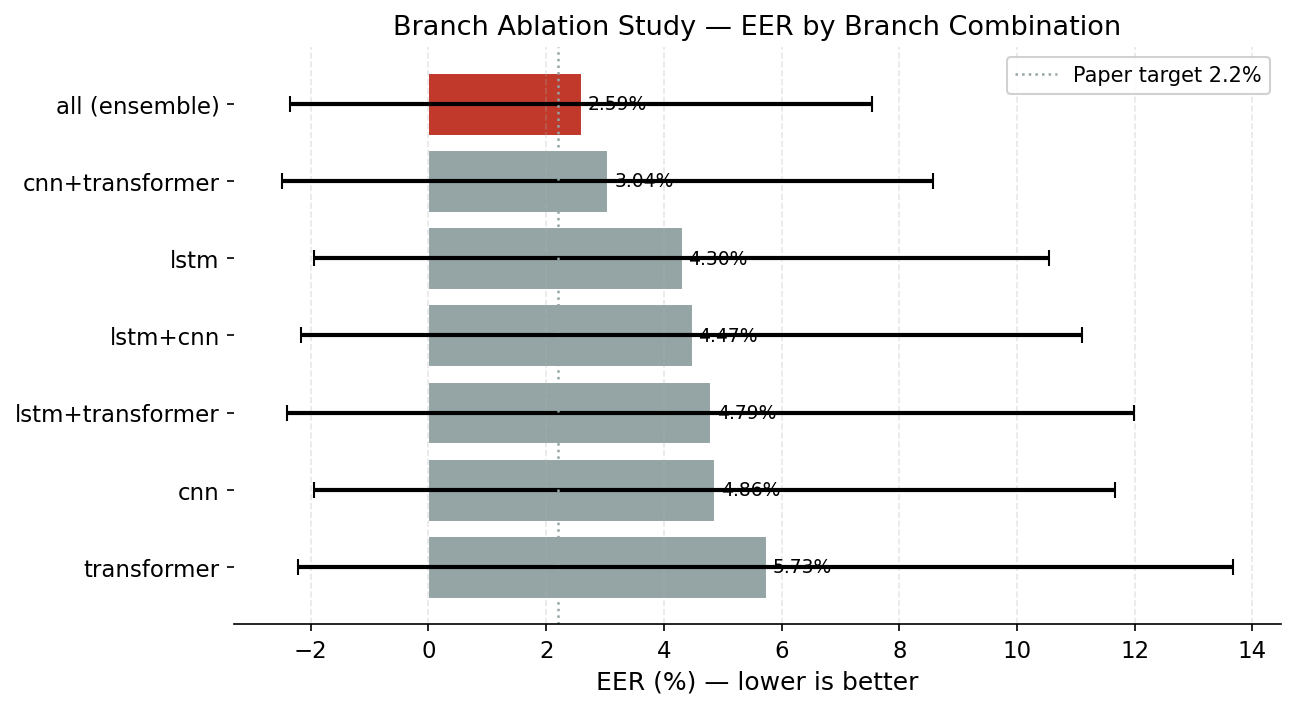 Branch Ablation Study — EER by Branch Combination
Paper target 2.2%
all (ensemble)
2.59%
cnn+transformer
3.04%
lstm
4.30%
lstm+cnn
4.47%
lstm+transformer
4.79%
cnn
4.86%
transformer
5.73%
−2 0 2 4 6 8 10 12 14
EER (%) — lower is better